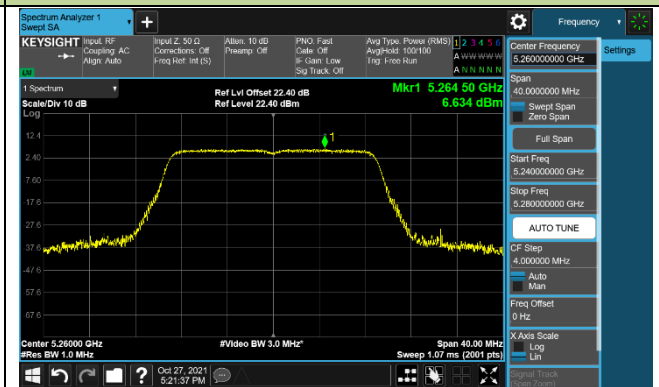 Spectrum Analyzer 1
Swept SA
Frequency
KEYSIGHT
Input: RF
Coupling: AC
Align: Auto
Input Z: 50 Ω
Corrections: Off
Freq Ref: Int (S)
Atten: 10 dB
Preamp: Off
PNO: Fast
Gate: Off
IF Gain: Low
Sig Track: Off
Avg Type: Power (RMS)
Avg|Hold: 100/100
Trig: Free Run
1 2 3 4 5 6
A W W W W W
A N N N N N
LXI
1 Spectrum
Scale/Div 10 dB
Log
Ref Lvl Offset 22.40 dB
Ref Level 22.40 dBm
Mkr1 5.264 50 GHz
6.634 dBm
1
12.4
2.40
-7.60
-17.6
-27.6
-37.6
-47.6
-57.6
-67.6
Center 5.26000 GHz
#Res BW 1.0 MHz
#Video BW 3.0 MHz*
Span 40.00 MHz
Sweep 1.07 ms (2001 pts)
Oct 27, 2021
5:21:37 PM
Center Frequency
5.260000000 GHz
Settings
Span
40.0000000 MHz
Swept Span
Zero Span
Full Span
Start Freq
5.240000000 GHz
Stop Freq
5.280000000 GHz
AUTO TUNE
CF Step
4.000000 MHz
Auto
Man
Freq Offset
0 Hz
X Axis Scale
Log
Lin
Signal Track
(Span Zoom)